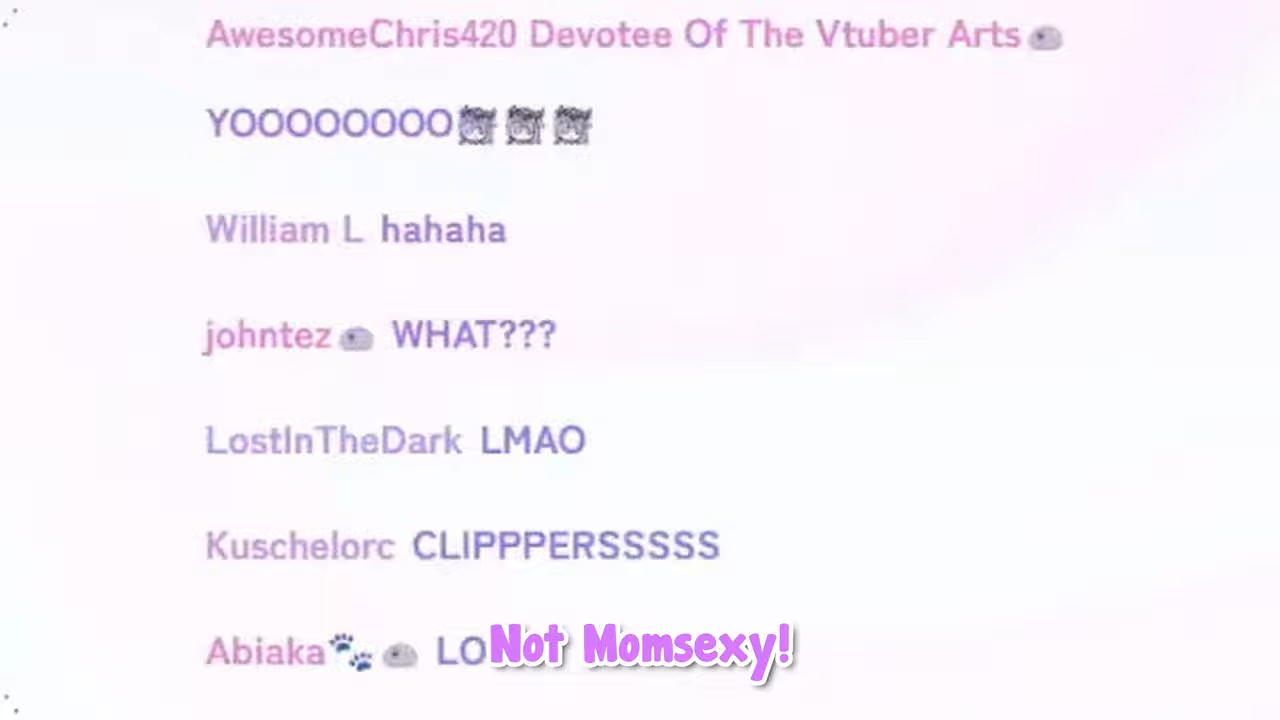 AwesomeChris420 Devotee Of The Vtuber Arts
YOOOOOOOO
William L hahaha
johntez WHAT???
LostInTheDark LMAO
Kuschelorc CLIPPPERSSSSS
Abiaka🐾 LO
Not Momsexy!